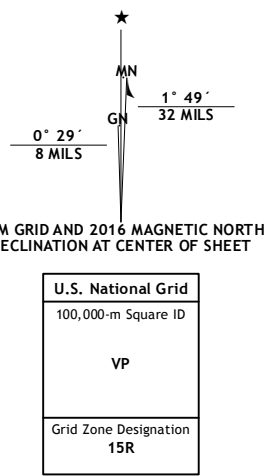 ★
MN
GN
1° 49´
32 MILS
0° 29´
8 MILS
M GRID AND 2016 MAGNETIC NORTH
ECLINATION AT CENTER OF SHEET
U.S. National Grid
100,000-m Square ID
VP
Grid Zone Designation
15R